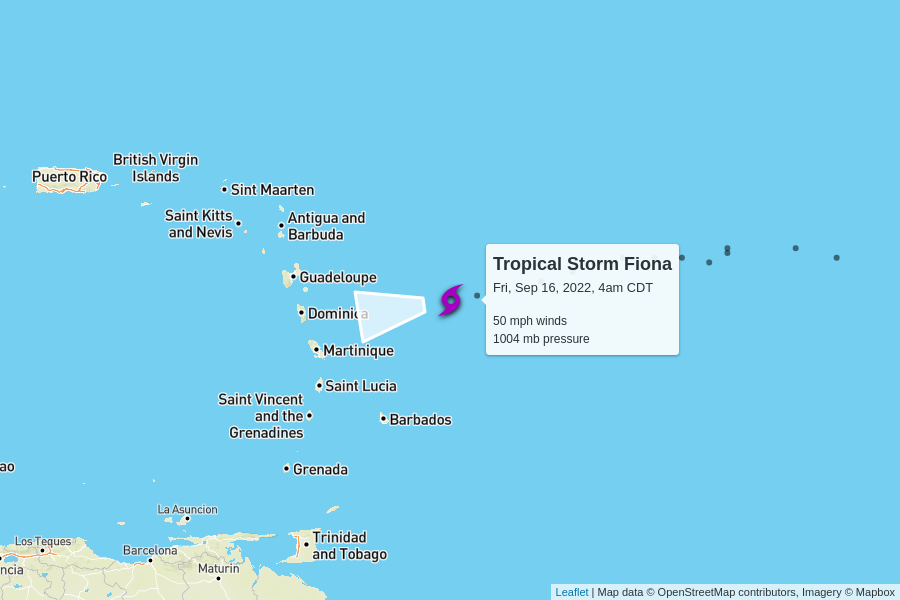 British Virgin
Islands
Puerto Rico
Sint Maarten
Saint Kitts
and Nevis
Antigua and
Barbuda
Guadeloupe
Dominica
Martinique
Saint Lucia
Saint Vincent
and the
Grenadines
Barbados
Grenada
Tropical Storm Fiona
Fri, Sep 16, 2022, 4am CDT
50 mph winds
1004 mb pressure
ao
La Asuncion
Trinidad
and Tobago
Los Teques
Barcelona
Maturin
ncia
Leaflet | Map data © OpenStreetMap contributors, Imagery © Mapbox